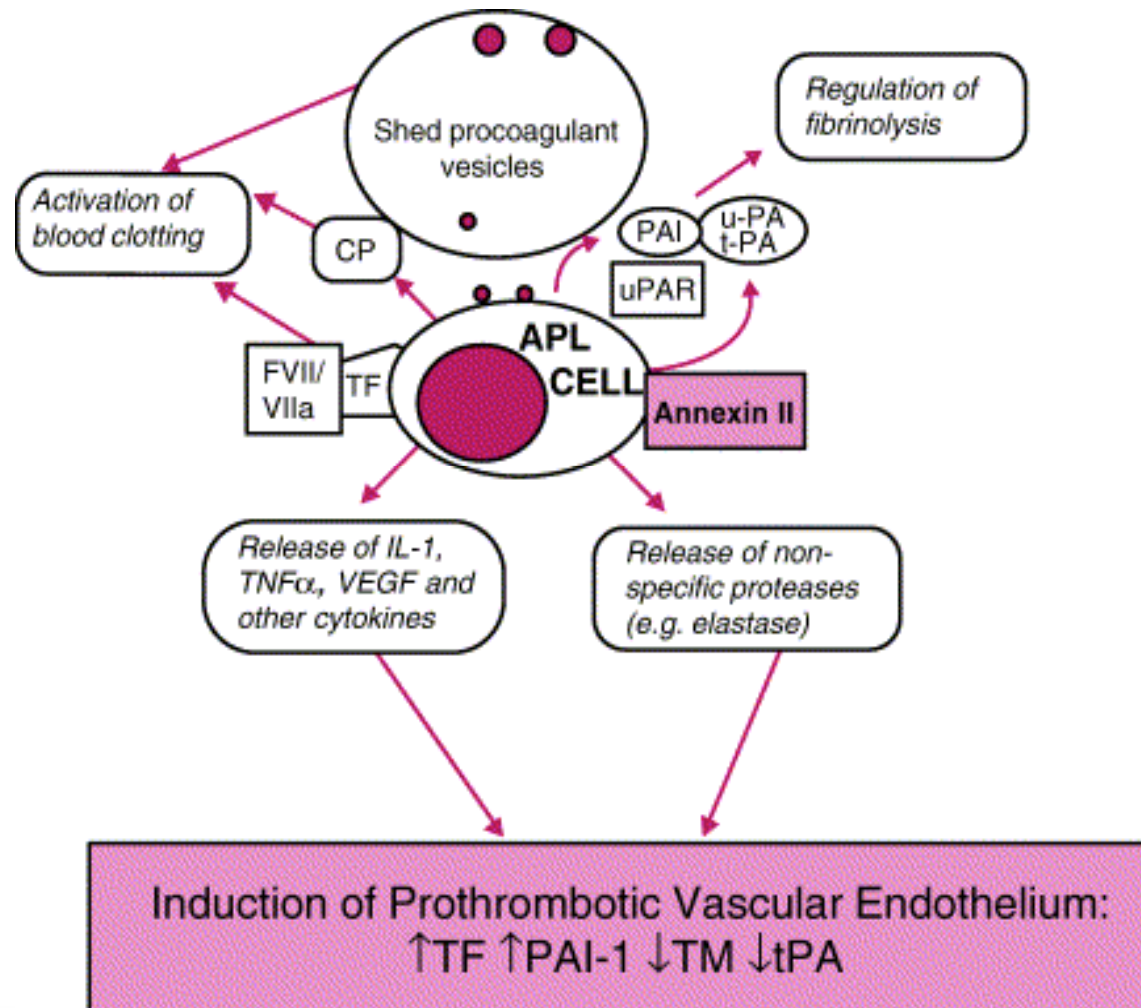 Shed procoagulant
vesicles
Regulation of
fibrinolysis
Activation of
blood clotting
CP
PAI
u-PA
t-PA
uPAR
APL
CELL
FVII/
VIIa
TF
Annexin II
Release of IL-1,
TNFα, VEGF and
other cytokines
Release of non-
specific proteases
(e.g. elastase)
Induction of Prothrombotic Vascular Endothelium:
↑TF ↑PAI-1 ↓TM ↓tPA